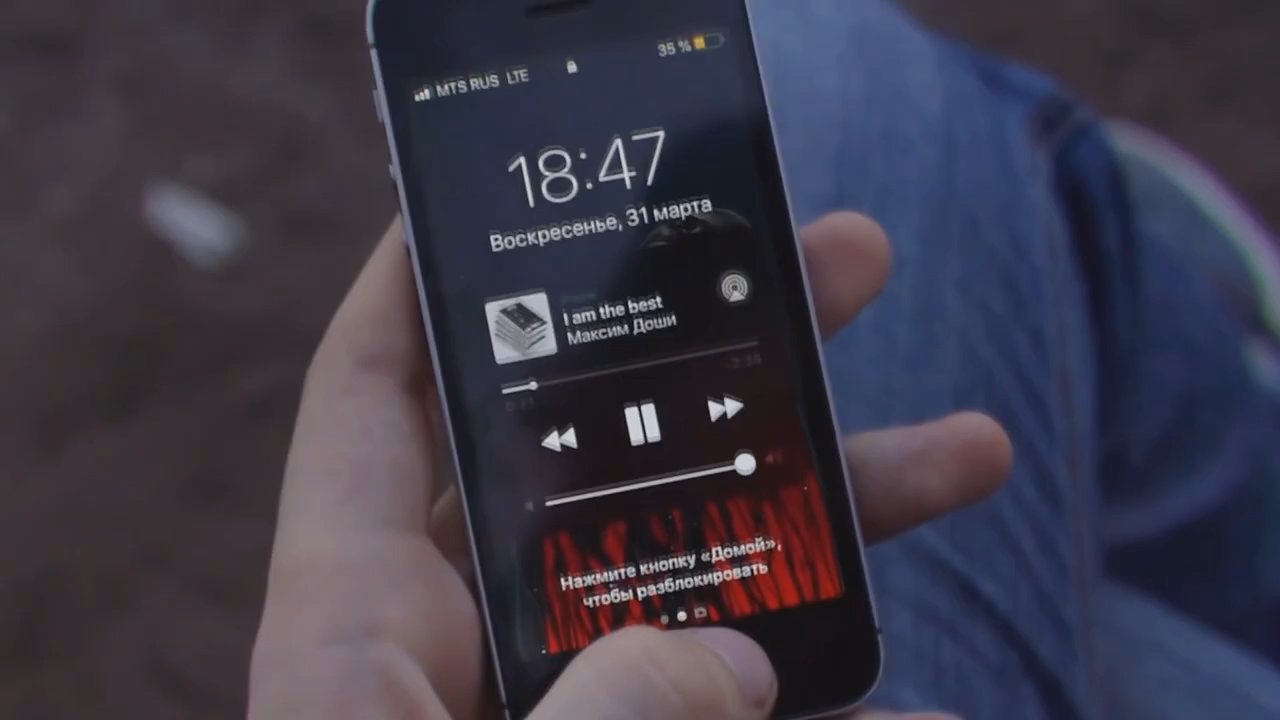 MTS RUS LTE
35 %
18:47
Воскресенье, 31 марта
I am the best
Максим Доши
Нажмите кнопку «Домой»,
чтобы разблокировать